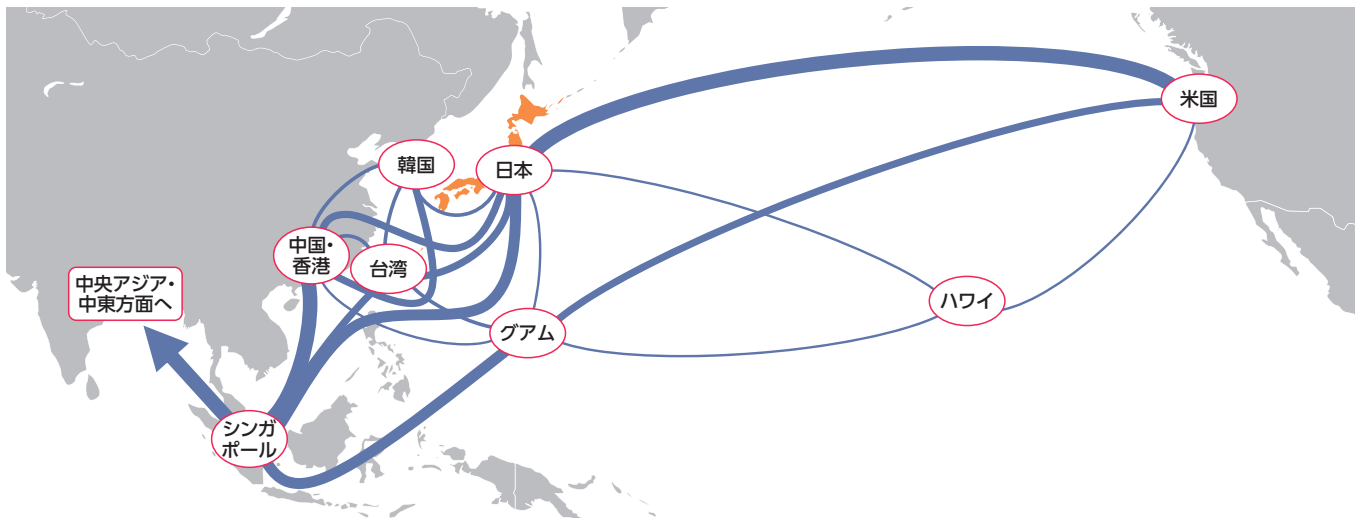 米国
韓国
日本
中国・
香港
台湾
中央アジア・
中東方面へ
ハワイ
グアム
シンガ
ポール